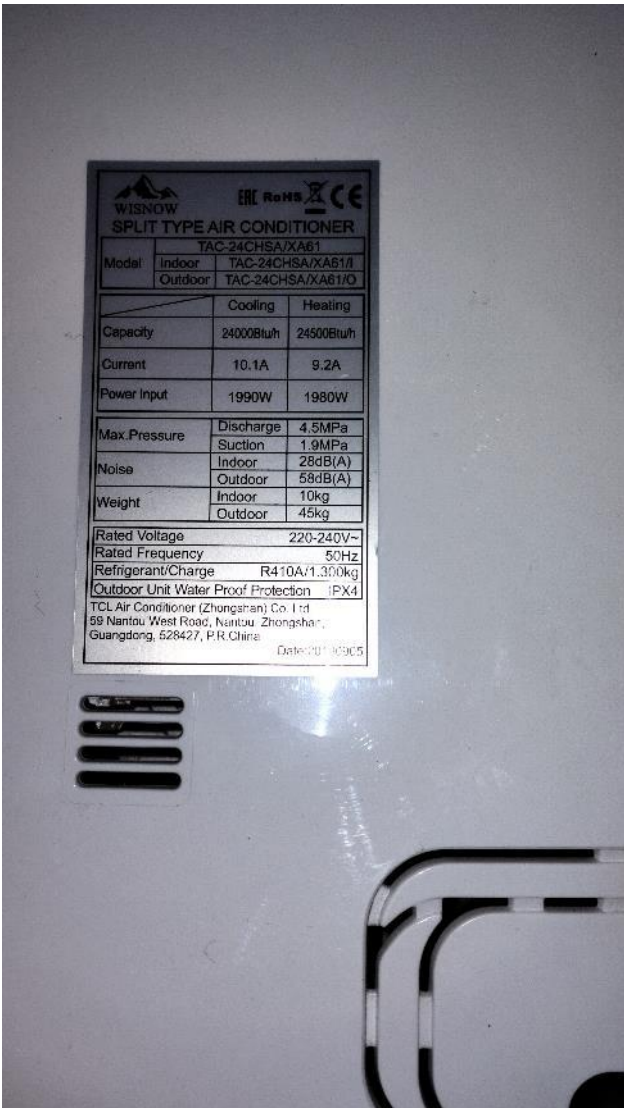 WISNOW
EAC RoHS CE
SPLIT TYPE AIR CONDITIONER
Model TAC-24CHSA/XA61
Indoor TAC-24CHSA/XA61/I
Outdoor TAC-24CHSA/XA61/O
Cooling Heating
Capacity 24000Btu/h 24500Btu/h
Current 10.1A 9.2A
Power Input 1990W 1980W
Max.Pressure Discharge 4.5MPa
Suction 1.9MPa
Noise Indoor 28dB(A)
Outdoor 58dB(A)
Weight Indoor 10kg
Outdoor 45kg
Rated Voltage 220-240V~
Rated Frequency 50Hz
Refrigerant/Charge R410A/1.300kg
Outdoor Unit Water Proof Protection IPX4
TCL Air Conditioner (Zhongshan) Co. Ltd
59 Nantou West Road, Nantou, Zhongshan,
Guangdong, 528427, P.R.China
Date: